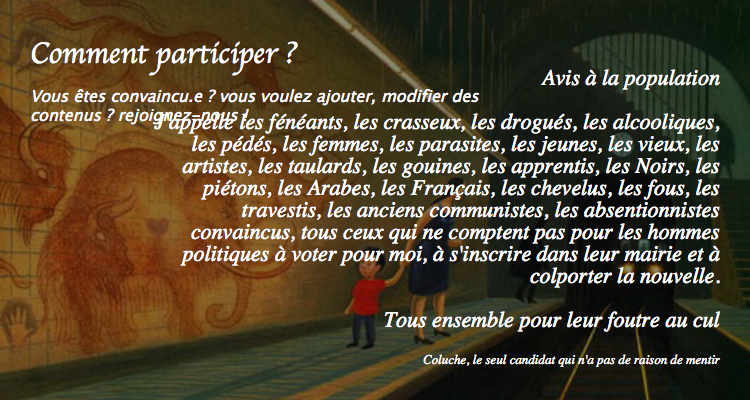 Comment participer ?
Vous êtes convaincu.e ? vous voulez ajouter, modifier des
contenus ? rejoignez-nous !
Avis à la population
J'appelle les fénéants, les crasseux, les drogués, les alcooliques,
les pédés, les femmes, les parasites, les jeunes, les vieux, les
artistes, les taulards, les gouines, les apprentis, les Noirs, les
piétons, les Arabes, les Français, les chevelus, les fous, les
travestis, les anciens communistes, les absentionnistes
convaincus, tous ceux qui ne comptent pas pour les hommes
politiques à voter pour moi, à s'inscrire dans leur mairie et à
colporter la nouvelle.
Tous ensemble pour leur foutre au cul
Coluche, le seul candidat qui n'a pas de raison de mentir